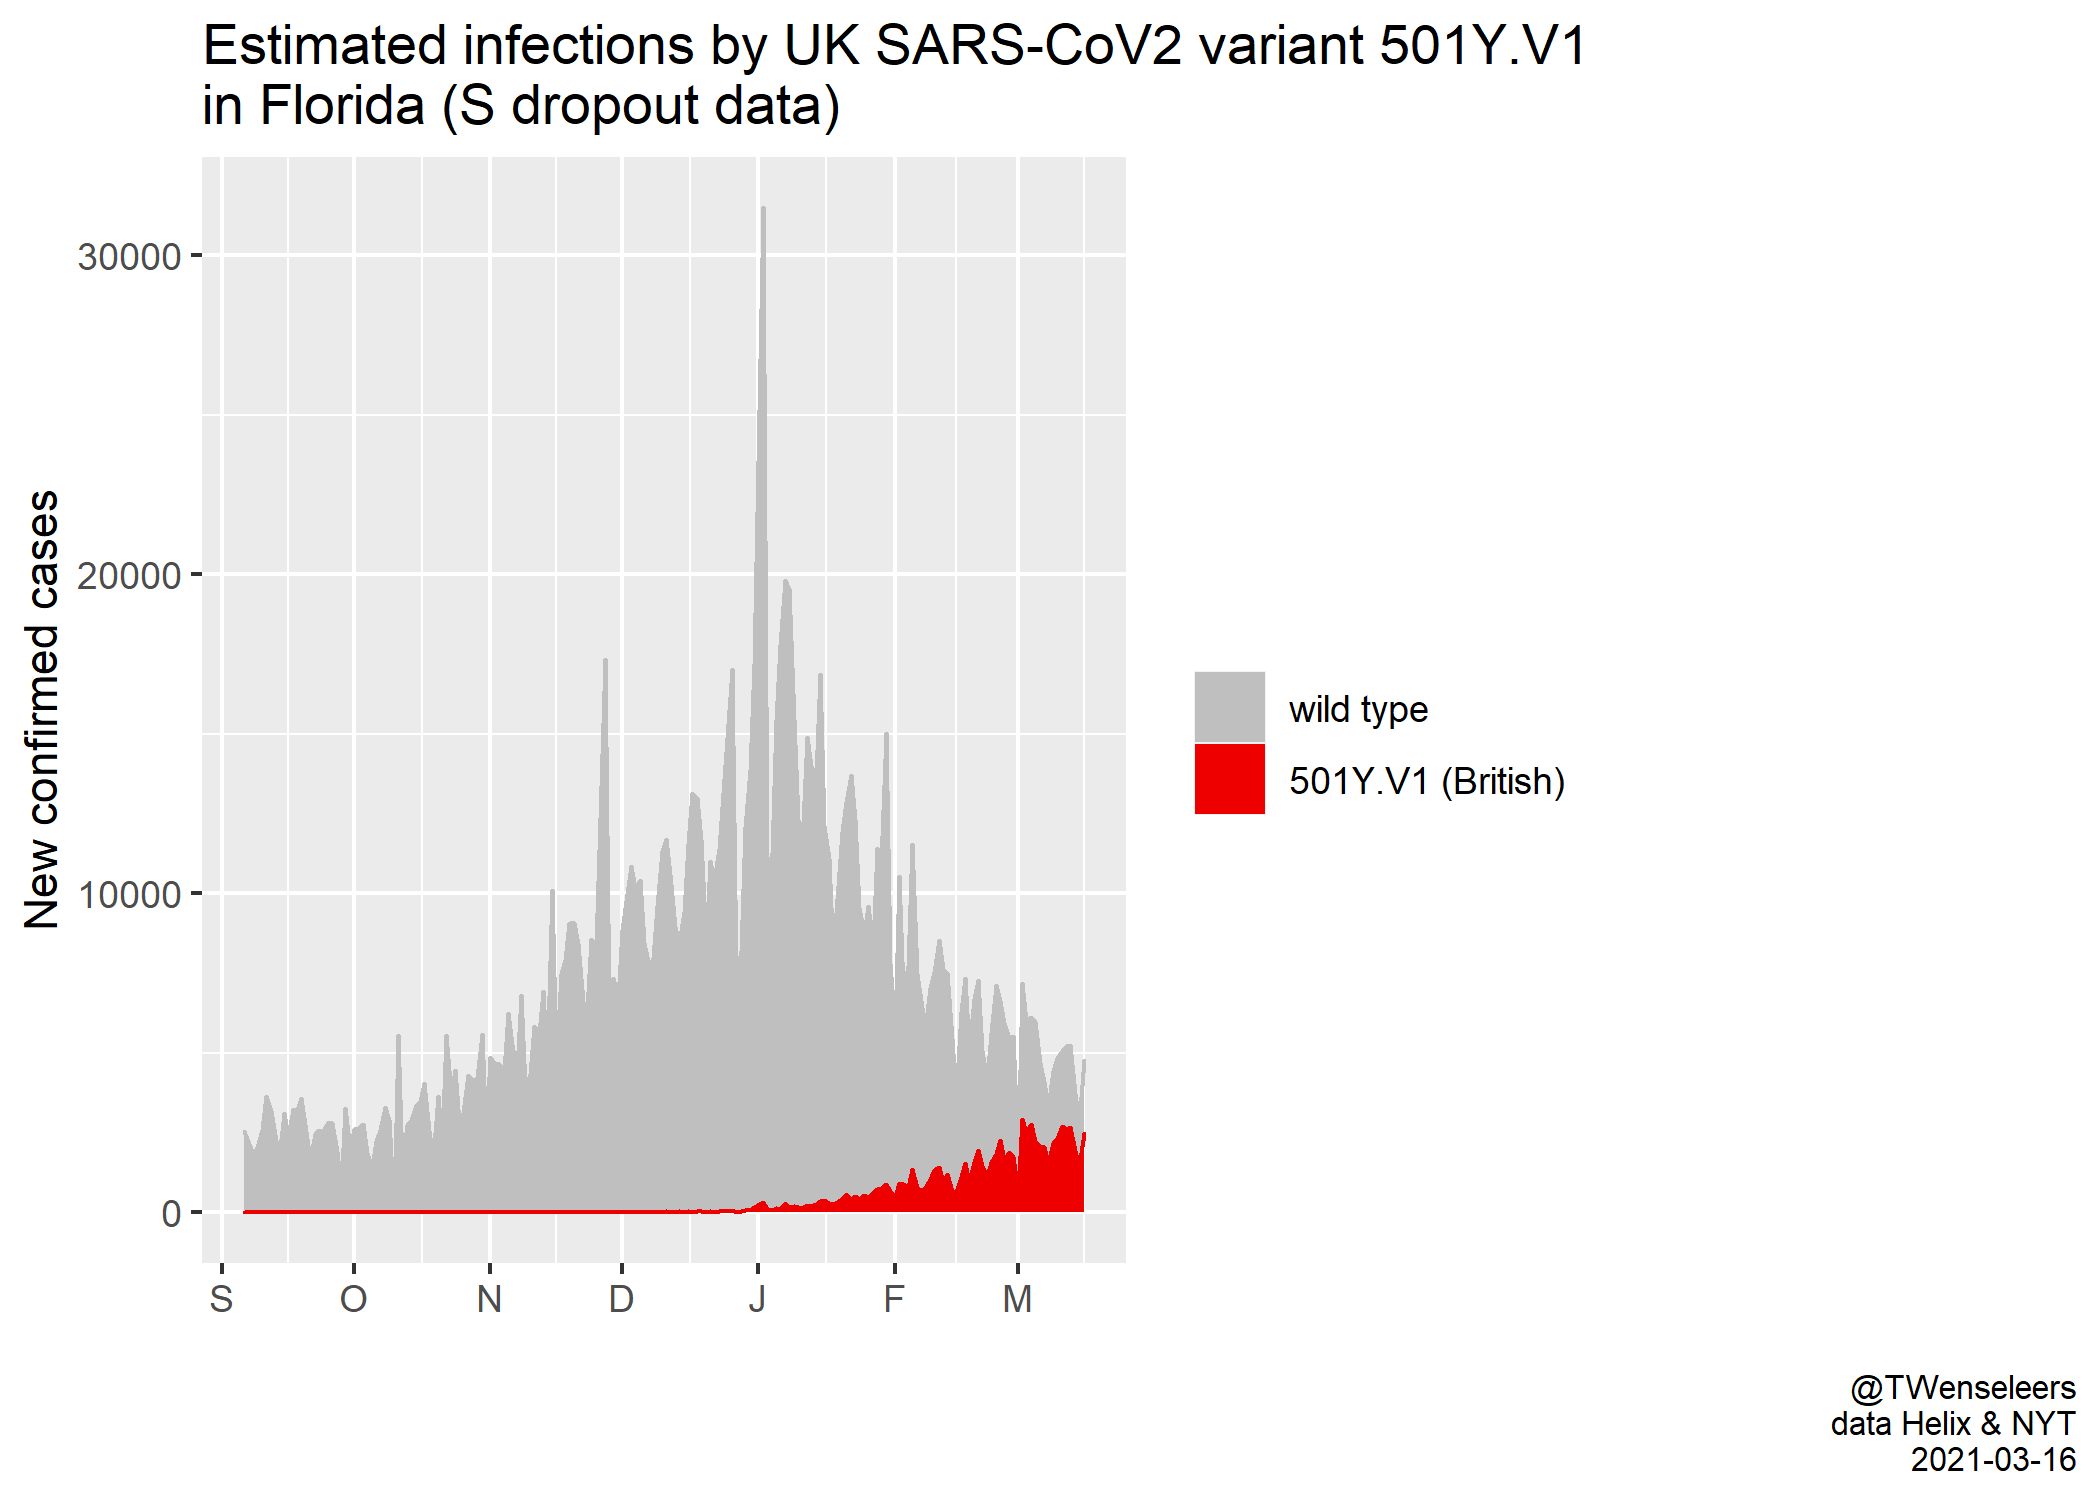 Estimated infections by UK SARS-CoV2 variant 501Y.V1
in Florida (S dropout data)
New confirmed cases
30000
20000
10000
0
S O N D J F M
wild type
501Y.V1 (British)
@TWenseleers
data Helix & NYT
2021-03-16